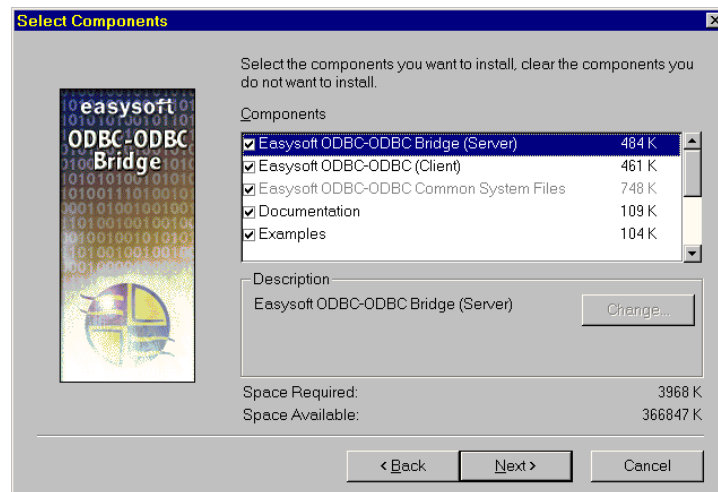 Select Components
Select the components you want to install, clear the components you
do not want to install.
easysoft
ODBC-ODBC
Bridge
Components
Easysoft ODBC-ODBC Bridge (Server) 484 K
Easysoft ODBC-ODBC (Client) 461 K
Easysoft ODBC-ODBC Common System Files 748 K
Documentation 109 K
Examples 104 K
Description
Easysoft ODBC-ODBC Bridge (Server)
Change...
Space Required: 3968 K
Space Available: 366847 K
< Back
Next >
Cancel